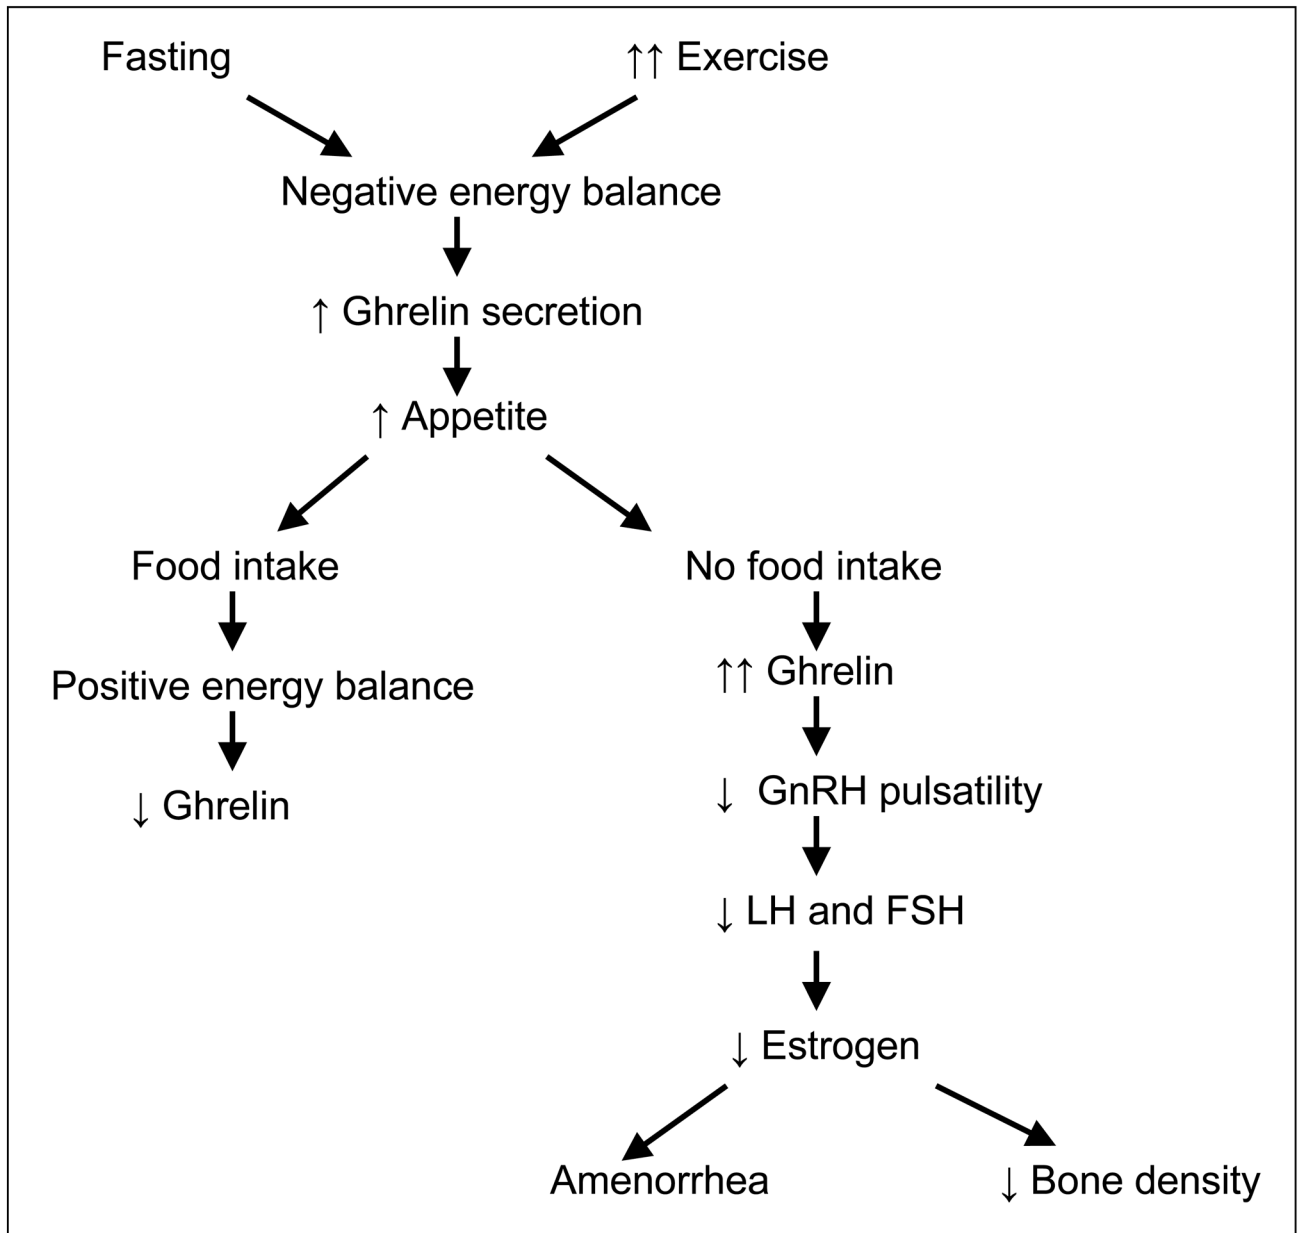 Fasting
↑↑ Exercise
Negative energy balance
↑ Ghrelin secretion
↑ Appetite
Food intake
No food intake
Positive energy balance
↑↑ Ghrelin
↓ Ghrelin
↓ GnRH pulsatility
↓ LH and FSH
↓ Estrogen
Amenorrhea
↓ Bone density